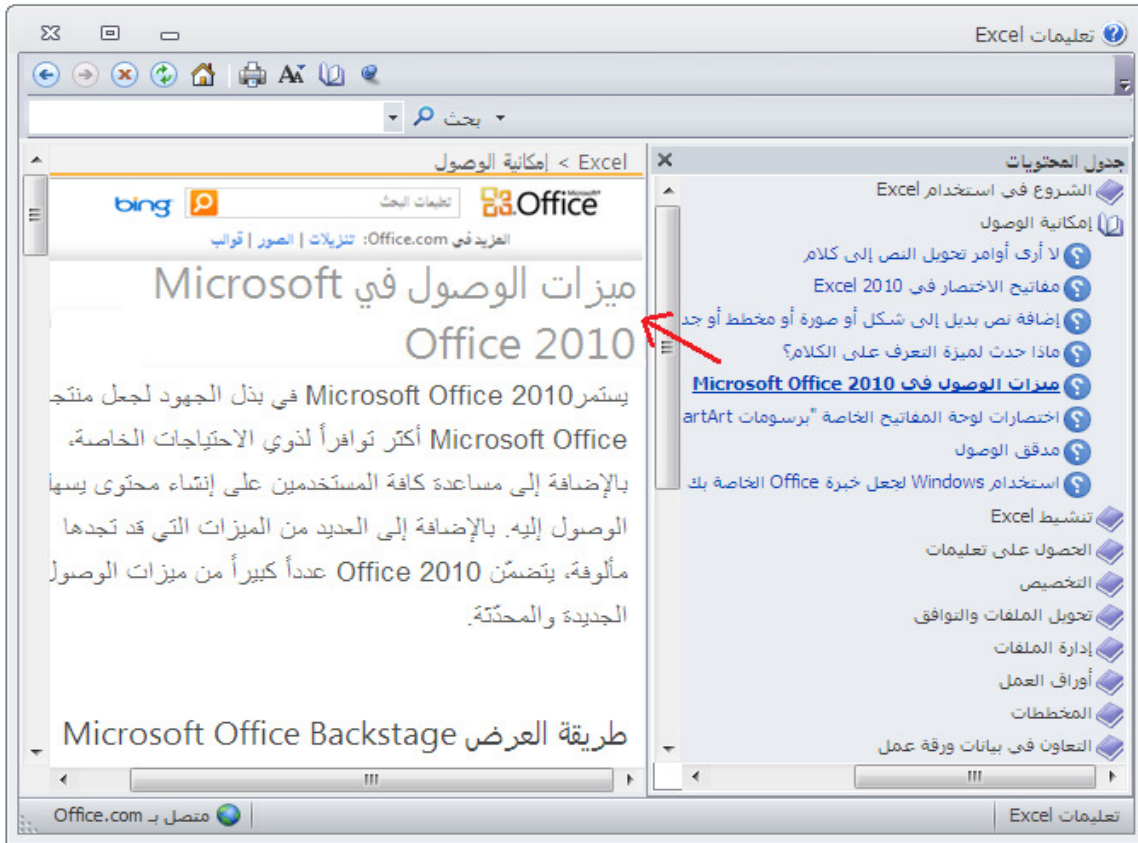 تعليمات Excel
بحث
جدول المحتويات
الشروع في استخدام Excel
إمكانية الوصول
لا أرى أوامر تحويل النص إلى كلام
مفاتيح الاختصار في Excel 2010
إضافة نص بديل إلى شكل أو صورة أو مخطط أو جد
ماذا حدث لميزة التعرف على الكلام؟
ميزات الوصول في Microsoft Office 2010
اختصارات لوحة المفاتيح الخاصة "برسومات artArt
مدقق الوصول
استخدام Windows لجعل خبرة Office الخاصة بك
تنشيط Excel
الحصول على تعليمات
التخصيص
تحويل الملفات والتوافق
إدارة الملفات
أوراق العمل
المخططات
التعاون في بيانات ورقة عمل
Excel > إمكانية الوصول
Microsoft Office
تعليمات البحث
bing
المزيد في Office.com: تنزيلات | الصور | قوالب
ميزات الوصول في Microsoft
Office 2010
يستمر Microsoft Office 2010 في بذل الجهود لجعل منتج
Microsoft Office أكثر توافراً لذوي الاحتياجات الخاصة،
بالإضافة إلى مساعدة كافة المستخدمين على إنشاء محتوى يسها
الوصول إليه. بالإضافة إلى العديد من الميزات التي قد تجدها
مألوفة، يتضمّن Office 2010 عدداً كبيراً من ميزات الوصول
الجديدة والمحدّثة.
طريقة العرض Microsoft Office Backstage
تعليمات Excel
متصل بـ Office.com